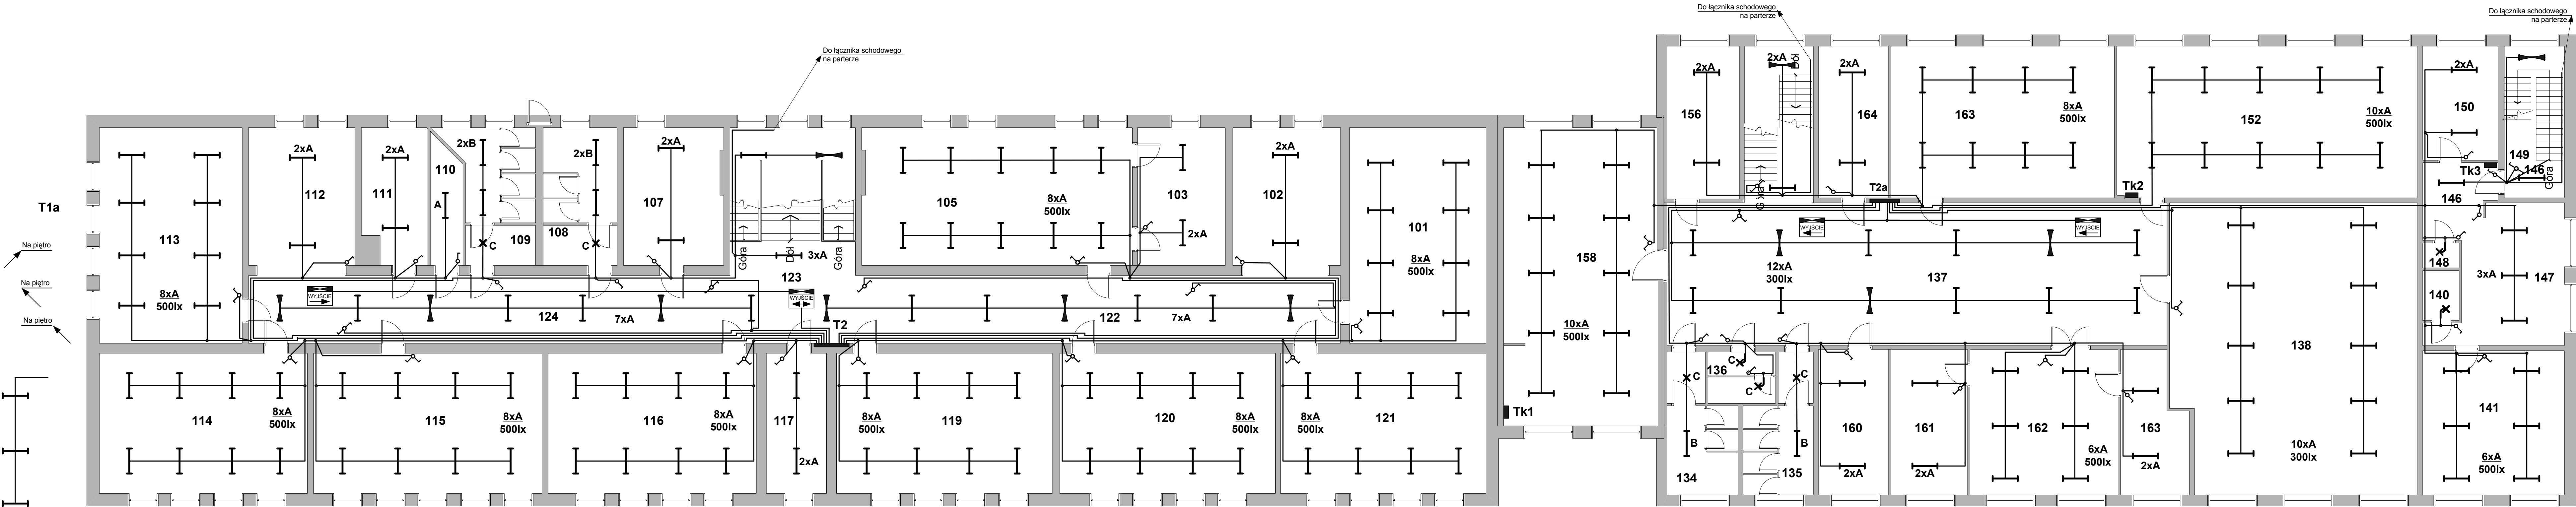 Do łącznika schodowego
na parterze
Do łącznika schodowego
na parterze
Do łącznika schodowego
na parterze
T1a
Na piętro
Na piętro
Na piętro
113
8xA
500lx
2xA
112
2xA
111
110
A
2xB
109
C
2xB
108
C
2xA
107
Góra
Dół
Góra
3xA
123
105
8xA
500lx
103
2xA
2xA
102
101
8xA
500lx
WYJŚCIE
124
7xA
WYJŚCIE
T2
122
7xA
114
8xA
500lx
115
8xA
500lx
116
8xA
500lx
117
2xA
119
8xA
500lx
120
8xA
500lx
8xA
500lx
121
158
10xA
500lx
Tk1
2xA
156
2xA
Dół
Góra
2xA
164
T2a
163
8xA
500lx
152
10xA
500lx
Tk2
2xA
150
Tk3
149
146
Góra
146
WYJŚCIE
WYJŚCIE
12xA
300lx
137
148
140
3xA
147
C
136
C
C
C
B
134
B
135
160
2xA
161
2xA
162
6xA
500lx
163
2xA
138
10xA
300lx
141
6xA
500lx